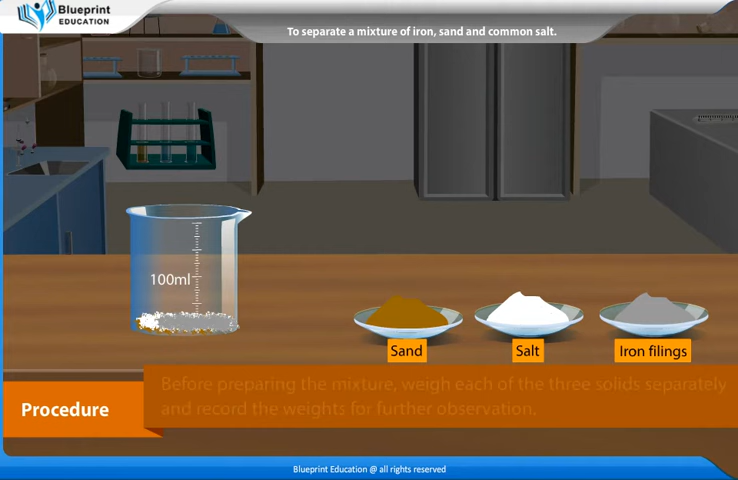 Blueprint
EDUCATION
To separate a mixture of iron, sand and common salt.
100ml
Sand
Salt
Iron filings
Procedure
Before preparing the mixture, weigh each of the three solids separately
and record the weights for further observation.
Blueprint Education @ all rights reserved